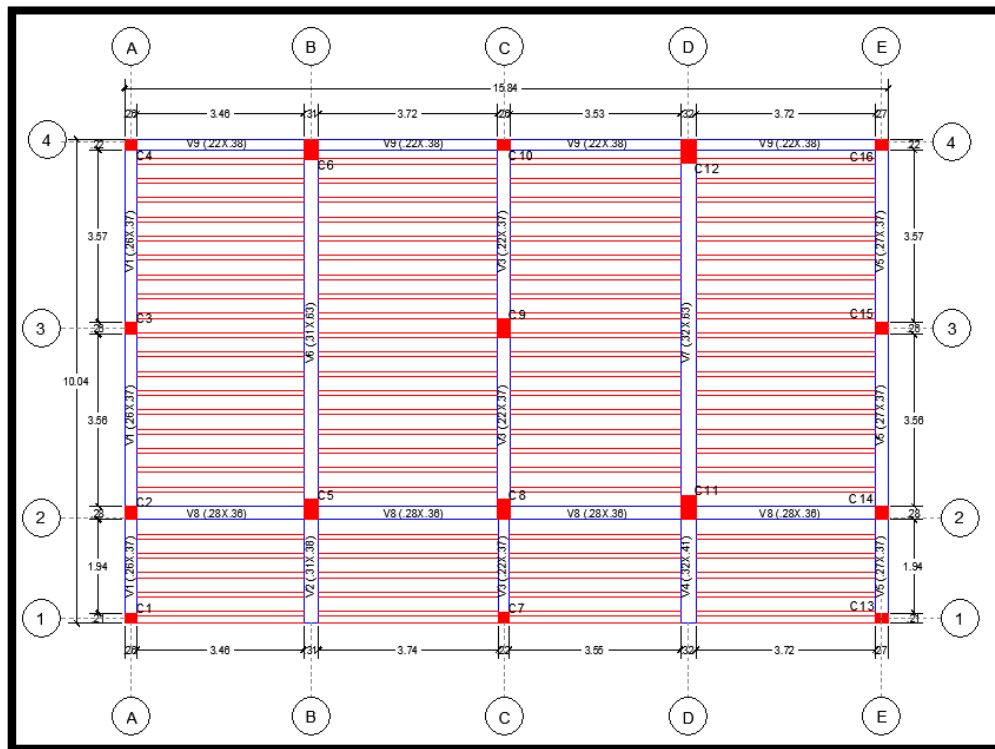 A B C D E
15.84
26 3.46 31 3.72 26 3.53 32 3.72 27
4 4
22 C4 V9 (.22X.38) C6 V9 (.22X.38) C10 V9 (.22X.38) C12 V9 (.22X.38) C16 22
3.57 V1 (.26X.37) V3 (.22X.37) V5 (.27X.37) 3.57
3 C3 C9 C15 3
V6 (.31X.63) V7 (.32X.63)
10.04
3.56 V1 (.26X.37) V3 (.22X.37) V5 (.27X.37) 3.56
2 C2 C5 C8 C11 C14 2
28 V8 (.28X.36) V8 (.28X.36) V8 (.28X.36) V8 (.28X.36) 28
1.94 V1 (.26X.37) V2 (.31X.38) V3 (.22X.37) V4 (.32X.41) V5 (.27X.37) 1.94
1 21 C1 C7 C13 21 1
26 3.46 31 3.74 22 3.55 32 3.72 27
A B C D E